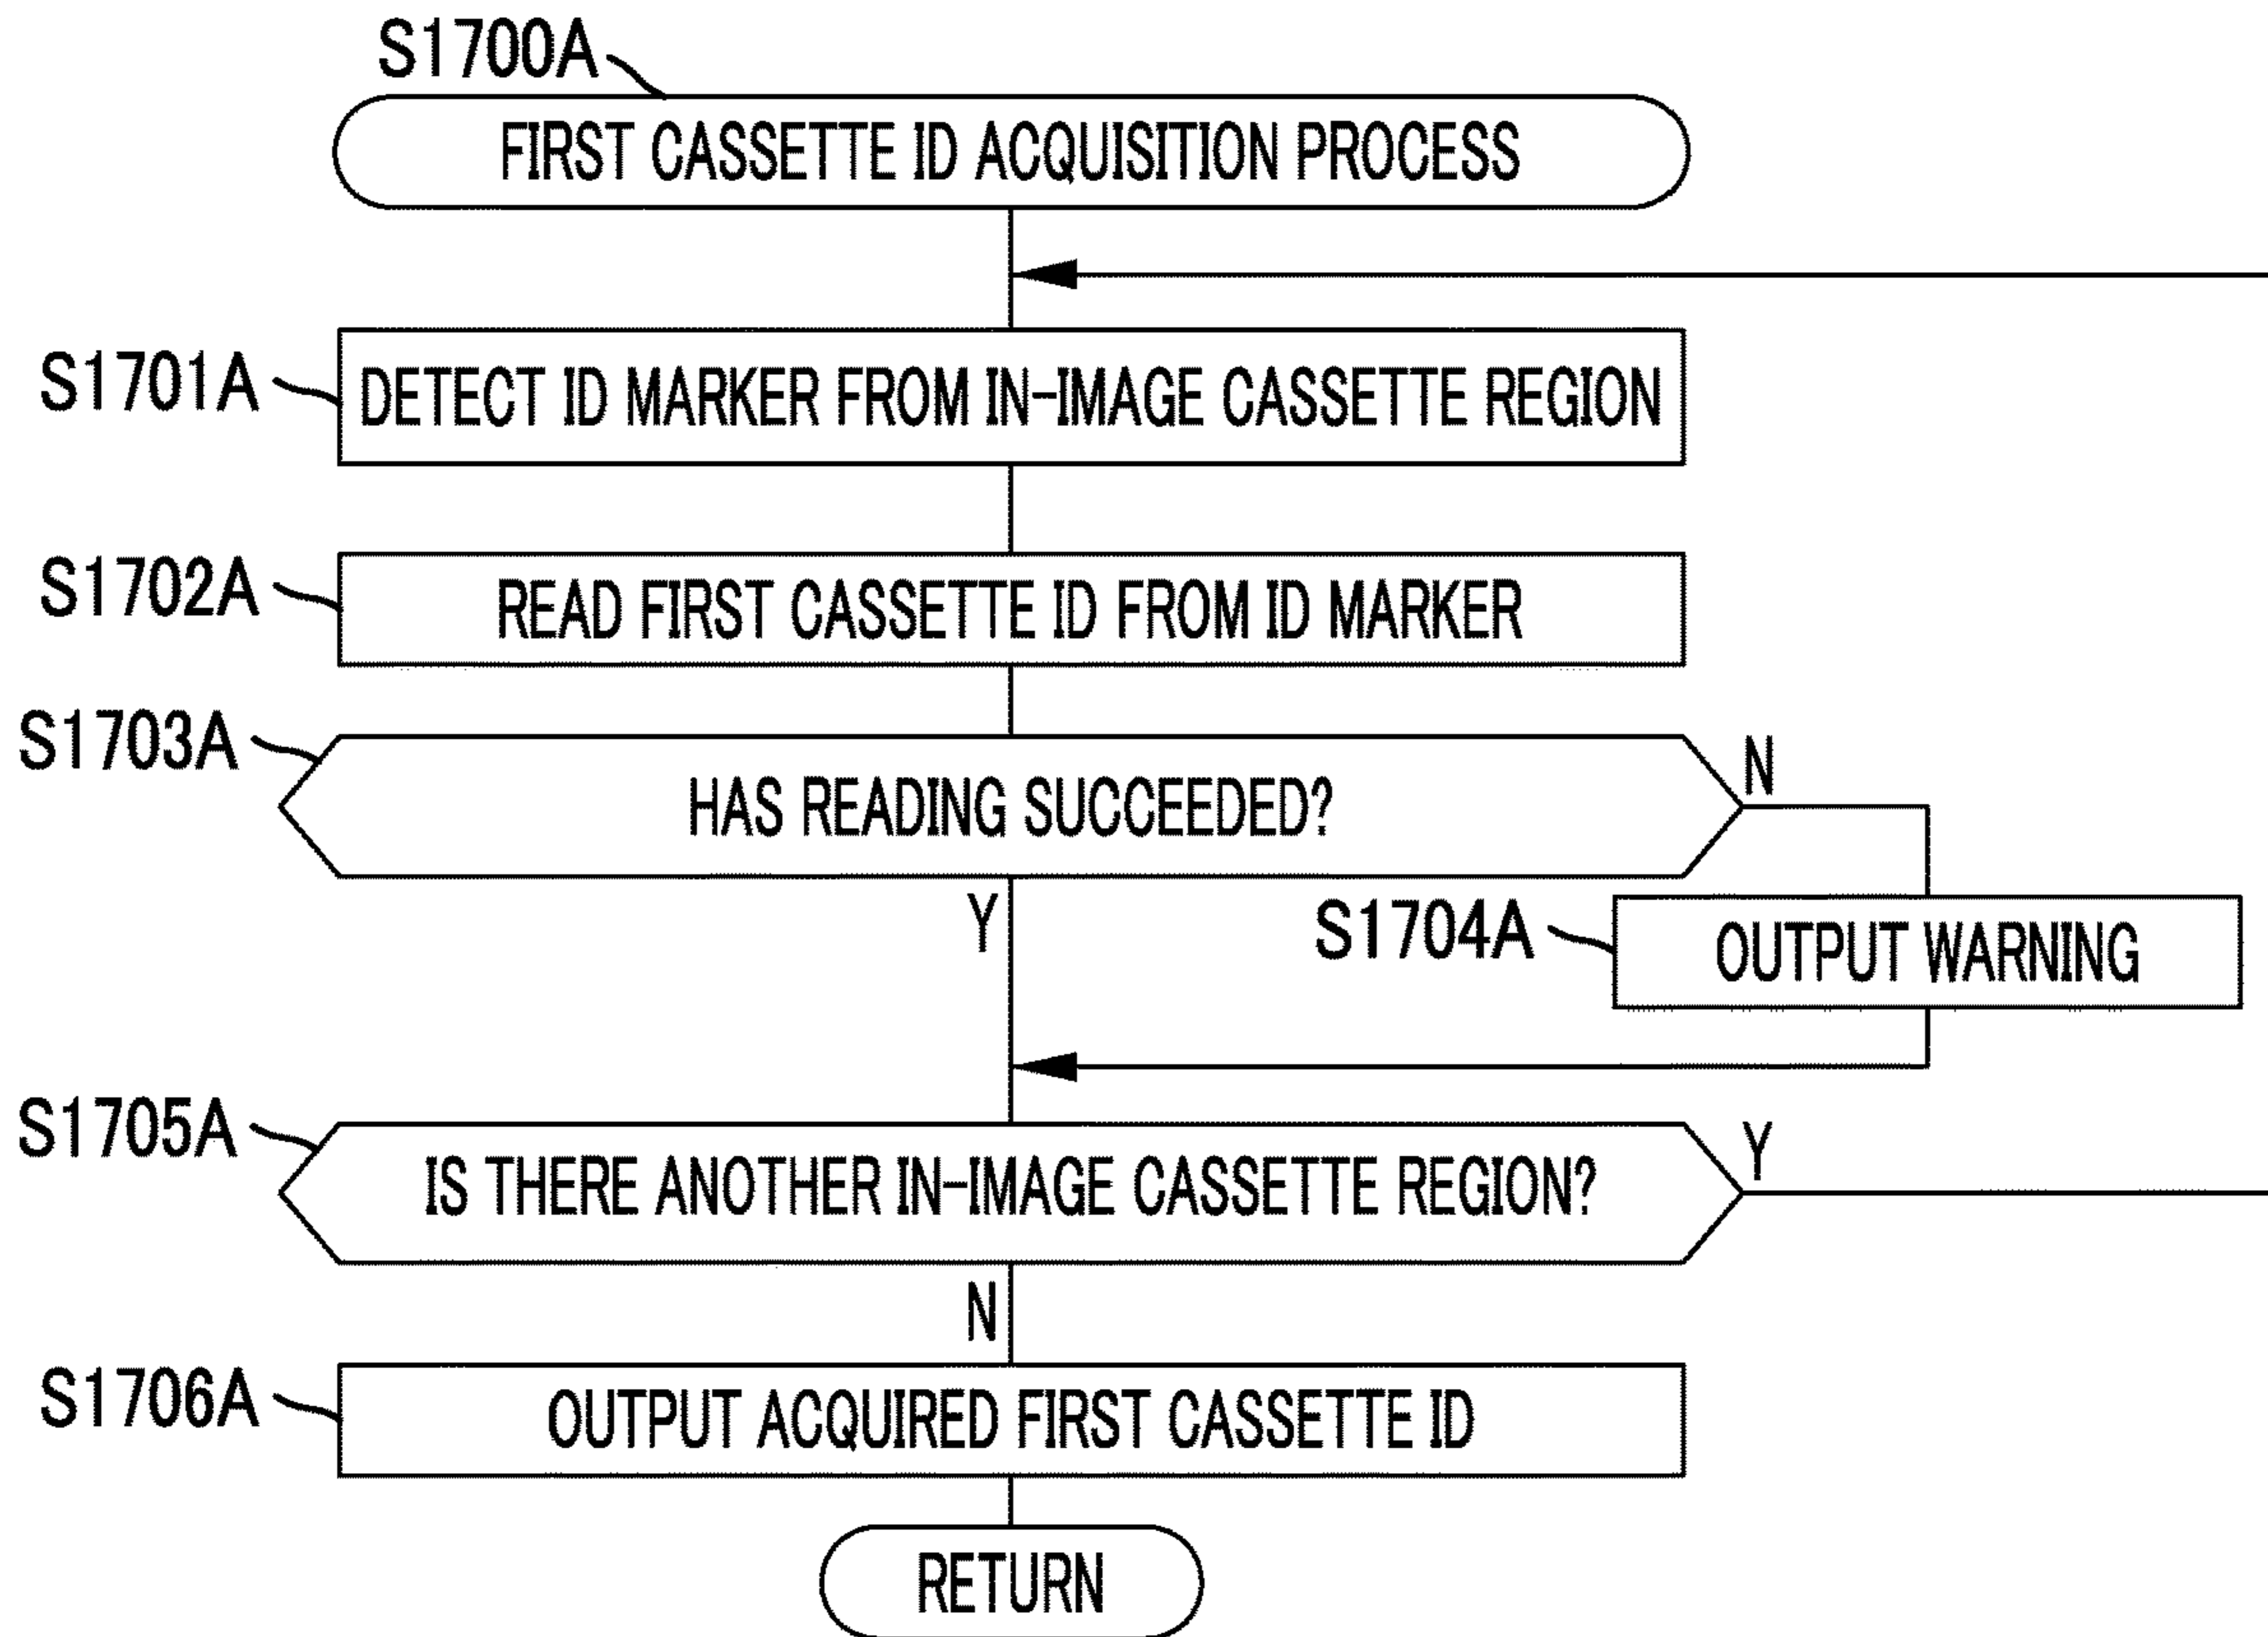 S1700A
FIRST CASSETTE ID ACQUISITION PROCESS
S1701A
DETECT ID MARKER FROM IN-IMAGE CASSETTE REGION
S1702A
READ FIRST CASSETTE ID FROM ID MARKER
S1703A
HAS READING SUCCEEDED?
N
Y
S1704A
OUTPUT WARNING
S1705A
IS THERE ANOTHER IN-IMAGE CASSETTE REGION?
Y
N
S1706A
OUTPUT ACQUIRED FIRST CASSETTE ID
RETURN